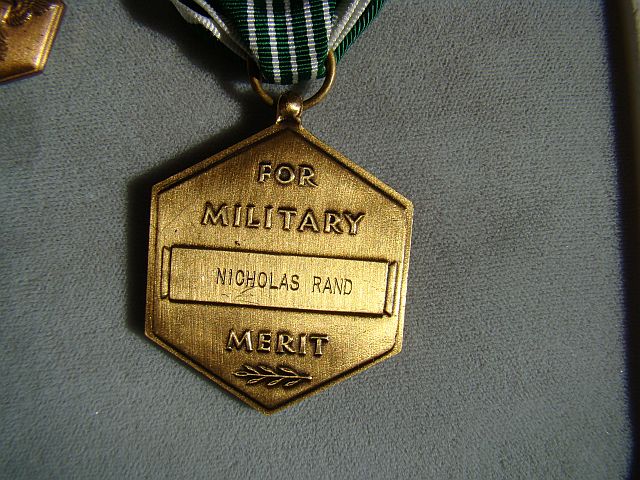 FOR
MILITARY
NICHOLAS RAND
MERIT